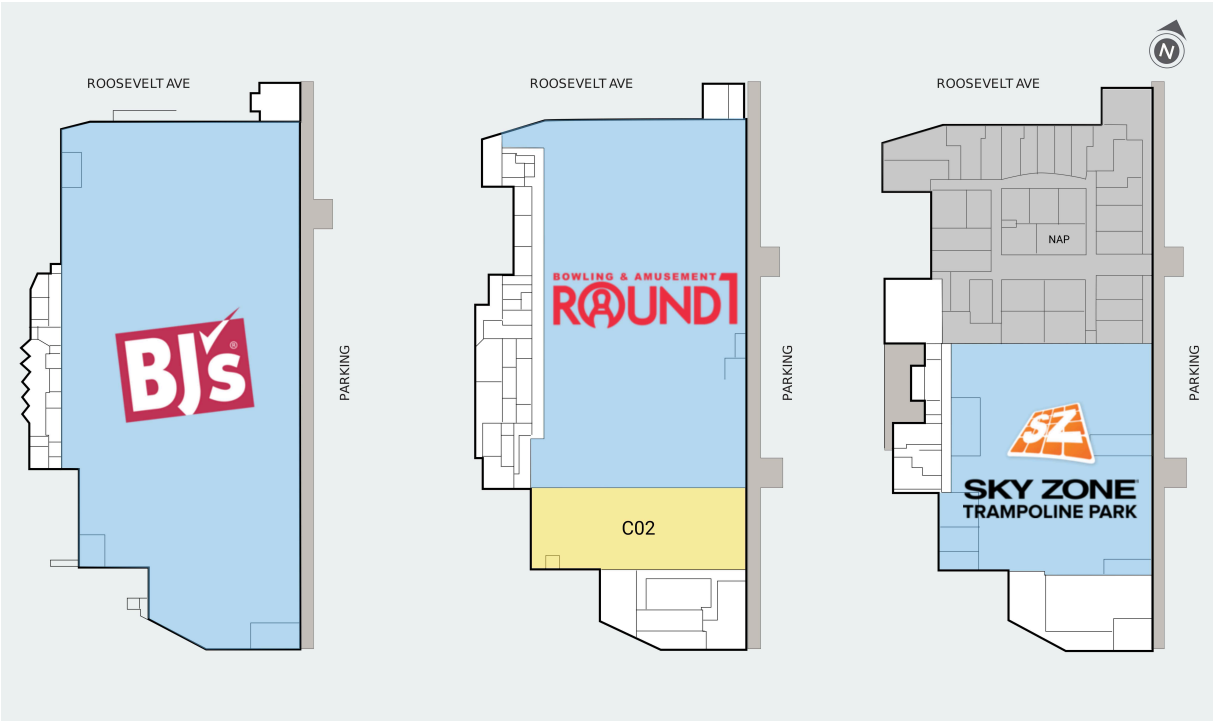 N
ROOSEVELT AVE
ROOSEVELT AVE
ROOSEVELT AVE
NAP
BOWLING & AMUSEMENT
ROUND1
BJ's®
PARKING
PARKING
PARKING
SZ
SKY ZONE
TRAMPOLINE PARK
C02